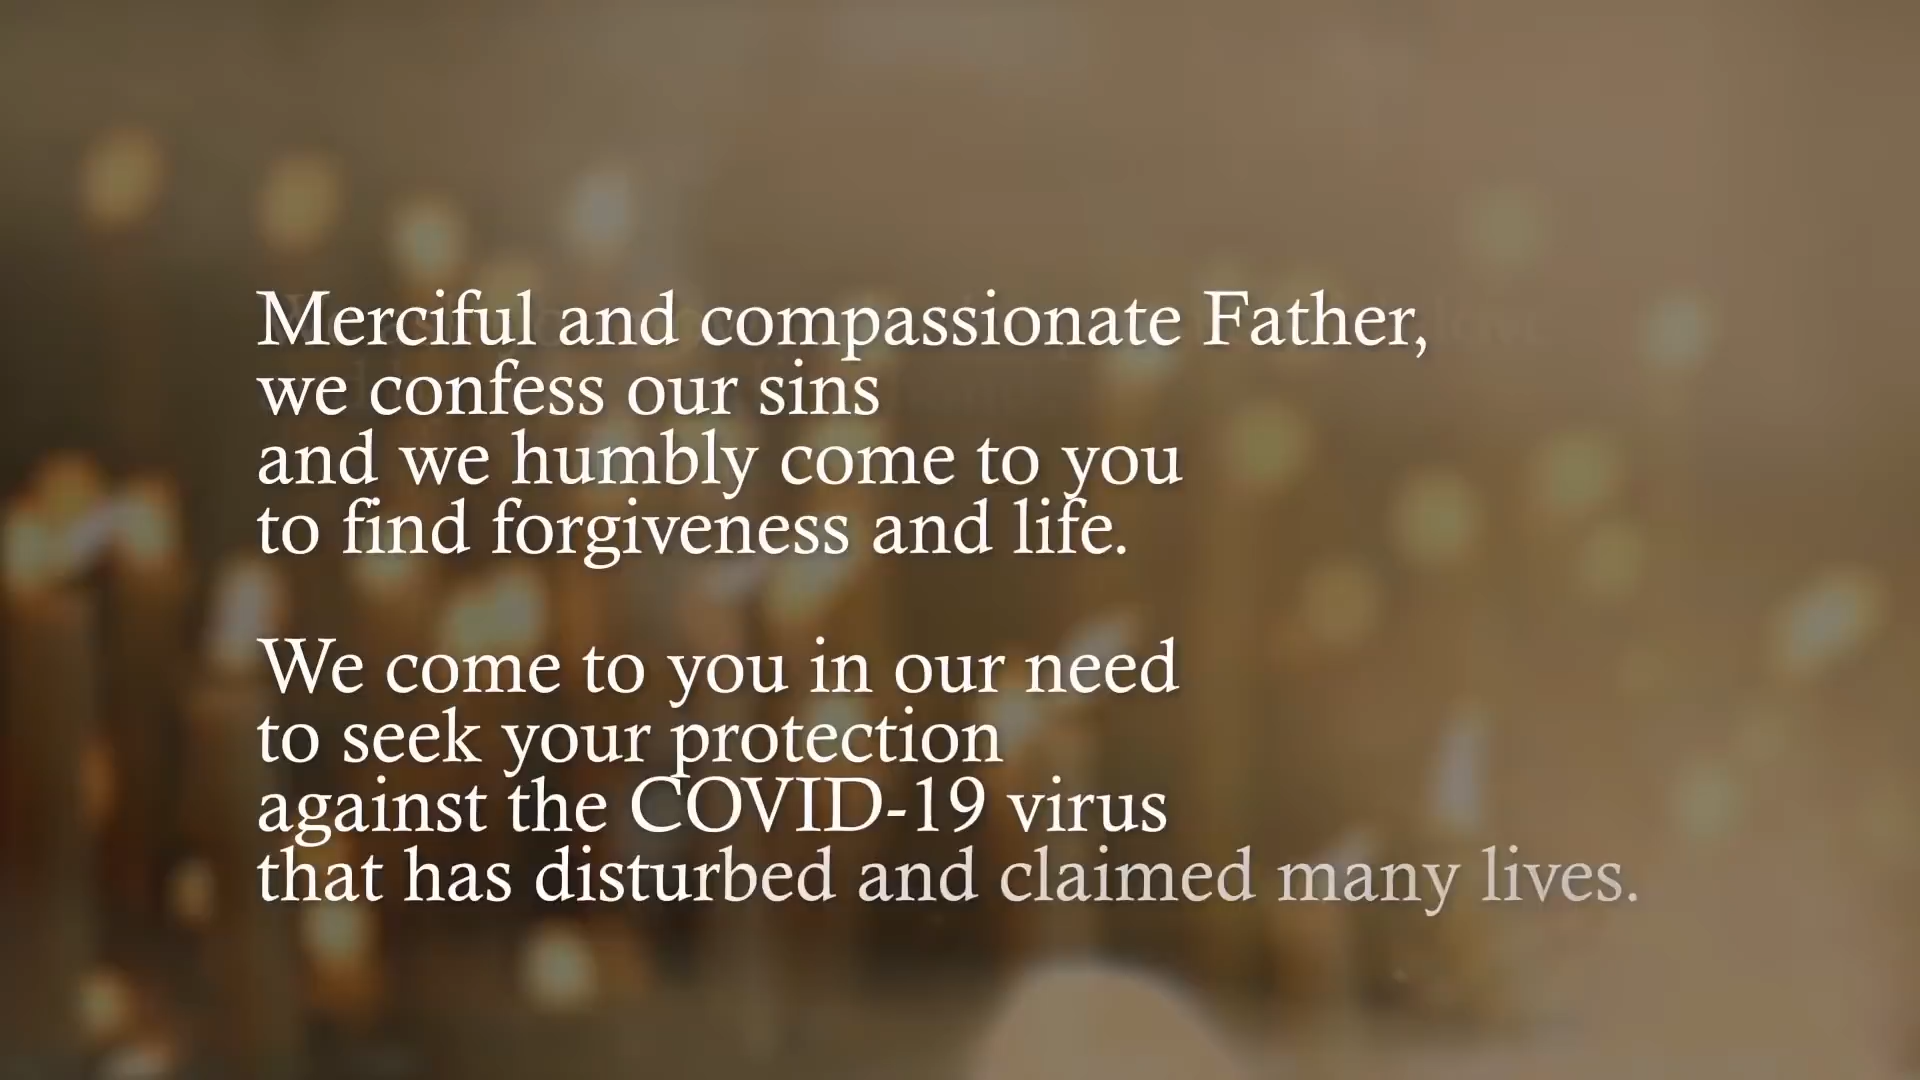 Merciful and compassionate Father,
we confess our sins
and we humbly come to you
to find forgiveness and life.
We come to you in our need
to seek your protection
against the COVID-19 virus
that has disturbed and claimed many lives.